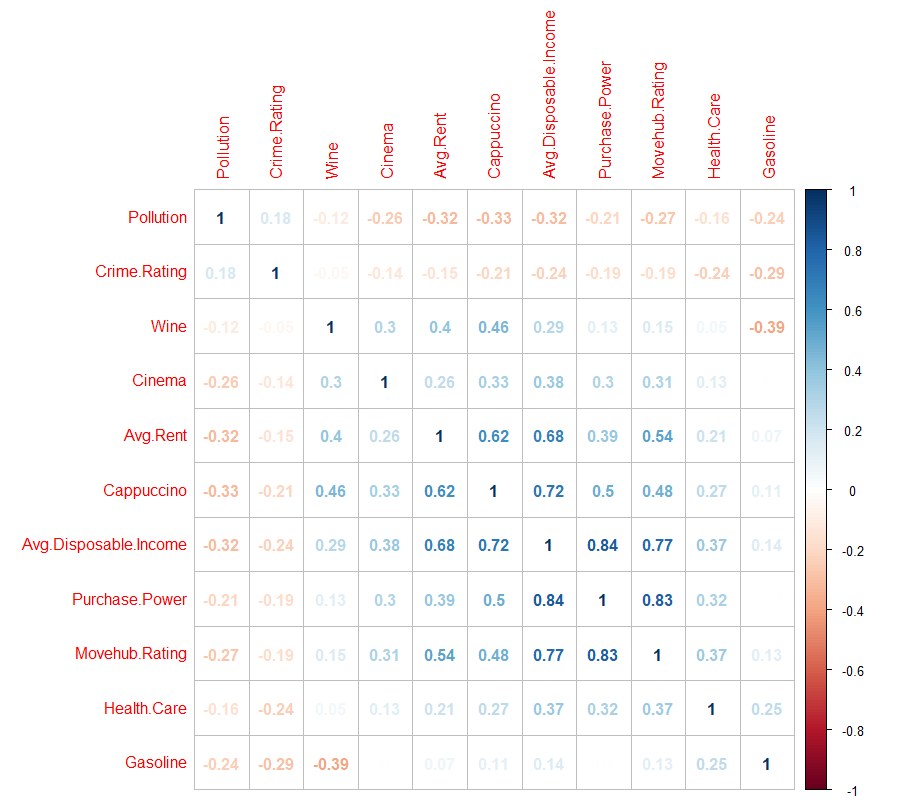 Pollution Crime.Rating Wine Cinema Avg.Rent Cappuccino Avg.Disposable.Income Purchase.Power Movehub.Rating Health.Care Gasoline
Pollution 1 0.18 -0.12 -0.26 -0.32 -0.33 -0.32 -0.21 -0.27 -0.16 -0.24
Crime.Rating 0.18 1 -0.14 -0.15 -0.21 -0.24 -0.19 -0.19 -0.24 -0.29
Wine -0.12 1 0.3 0.4 0.46 0.29 0.13 0.15 -0.39
Cinema -0.26 -0.14 0.3 1 0.26 0.33 0.38 0.3 0.31 0.13
Avg.Rent -0.32 -0.15 0.4 0.26 1 0.62 0.68 0.39 0.54 0.21 0.07
Cappuccino -0.33 -0.21 0.46 0.33 0.62 1 0.72 0.5 0.48 0.27 0.11
Avg.Disposable.Income -0.32 -0.24 0.29 0.38 0.68 0.72 1 0.84 0.77 0.37 0.14
Purchase.Power -0.21 -0.19 0.13 0.3 0.39 0.5 0.84 1 0.83 0.32
Movehub.Rating -0.27 -0.19 0.15 0.31 0.54 0.48 0.77 0.83 1 0.37 0.13
Health.Care -0.16 -0.24 0.13 0.21 0.27 0.37 0.32 0.37 1 0.25
Gasoline -0.24 -0.29 -0.39 0.07 0.11 0.14 0.13 0.25 1
1
0.8
0.6
0.4
0.2
0
-0.2
-0.4
-0.6
-0.8
-1